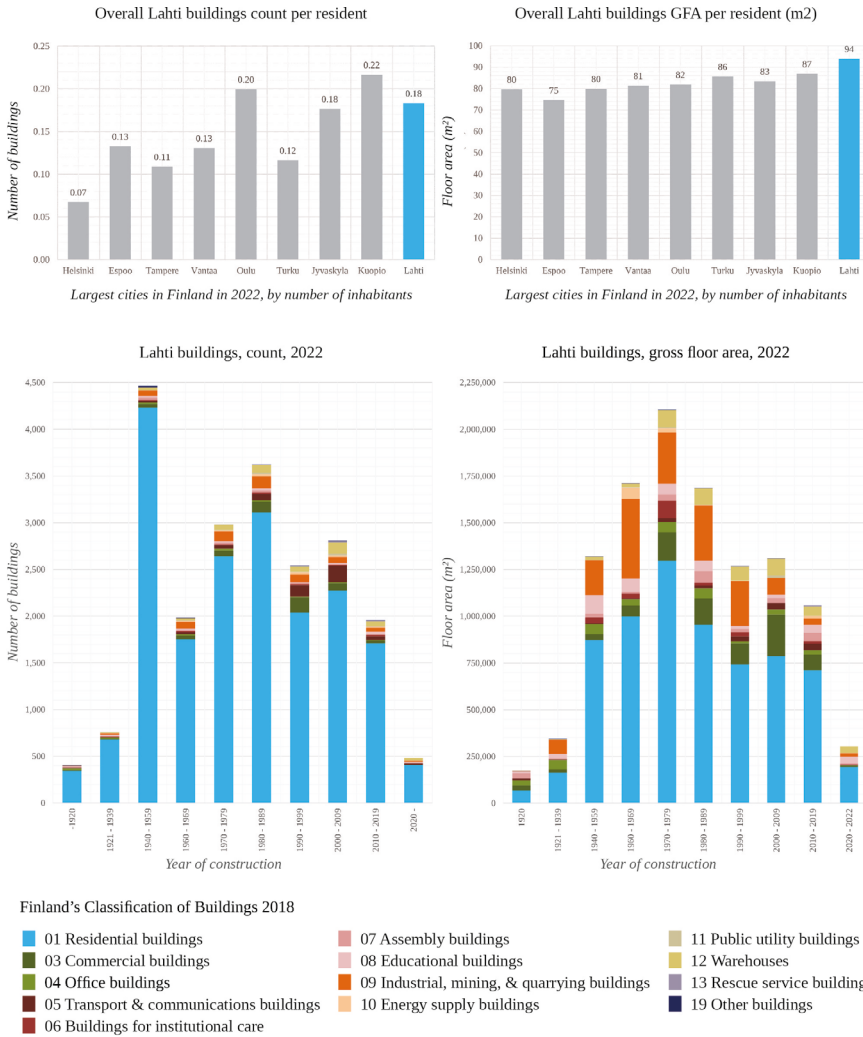 Overall Lahti buildings count per resident
Number of buildings
0.25
0.20
0.15
0.10
0.05
0.00
0.07
0.13
0.11
0.13
0.20
0.12
0.18
0.22
0.18
Helsinki Espoo Tampere Vantaa Oulu Turku Jyvaskyla Kuopio Lahti
Largest cities in Finland in 2022, by number of inhabitants
Overall Lahti buildings GFA per resident (m2)
Floor area (m²)
100
90
80
70
60
50
40
30
20
10
0
80
75
80
81
82
86
83
87
94
Helsinki Espoo Tampere Vantaa Oulu Turku Jyvaskyla Kuopio Lahti
Largest cities in Finland in 2022, by number of inhabitants
Lahti buildings, count, 2022
Number of buildings
4,500
4,000
3,500
3,000
2,500
2,000
1,500
1,000
500
0
-1920
1921 - 1939
1940 - 1959
1960 - 1969
1970 - 1979
1980 - 1989
1990 - 1999
2000 - 2009
2010 - 2019
2020 -
Year of construction
Lahti buildings, gross floor area, 2022
Floor area (m²)
2,250,000
2,000,000
1,750,000
1,500,000
1,250,000
1,000,000
750,000
500,000
250,000
0
1920
1921 - 1939
1940 - 1959
1960 - 1969
1970 - 1979
1980 - 1989
1990 - 1999
2000 - 2009
2010 - 2019
2020 - 2022
Year of construction
Finland's Classification of Buildings 2018
01 Residential buildings
03 Commercial buildings
04 Office buildings
05 Transport & communications buildings
06 Buildings for institutional care
07 Assembly buildings
08 Educational buildings
09 Industrial, mining, & quarrying buildings
10 Energy supply buildings
11 Public utility buildings
12 Warehouses
13 Rescue service building
19 Other buildings